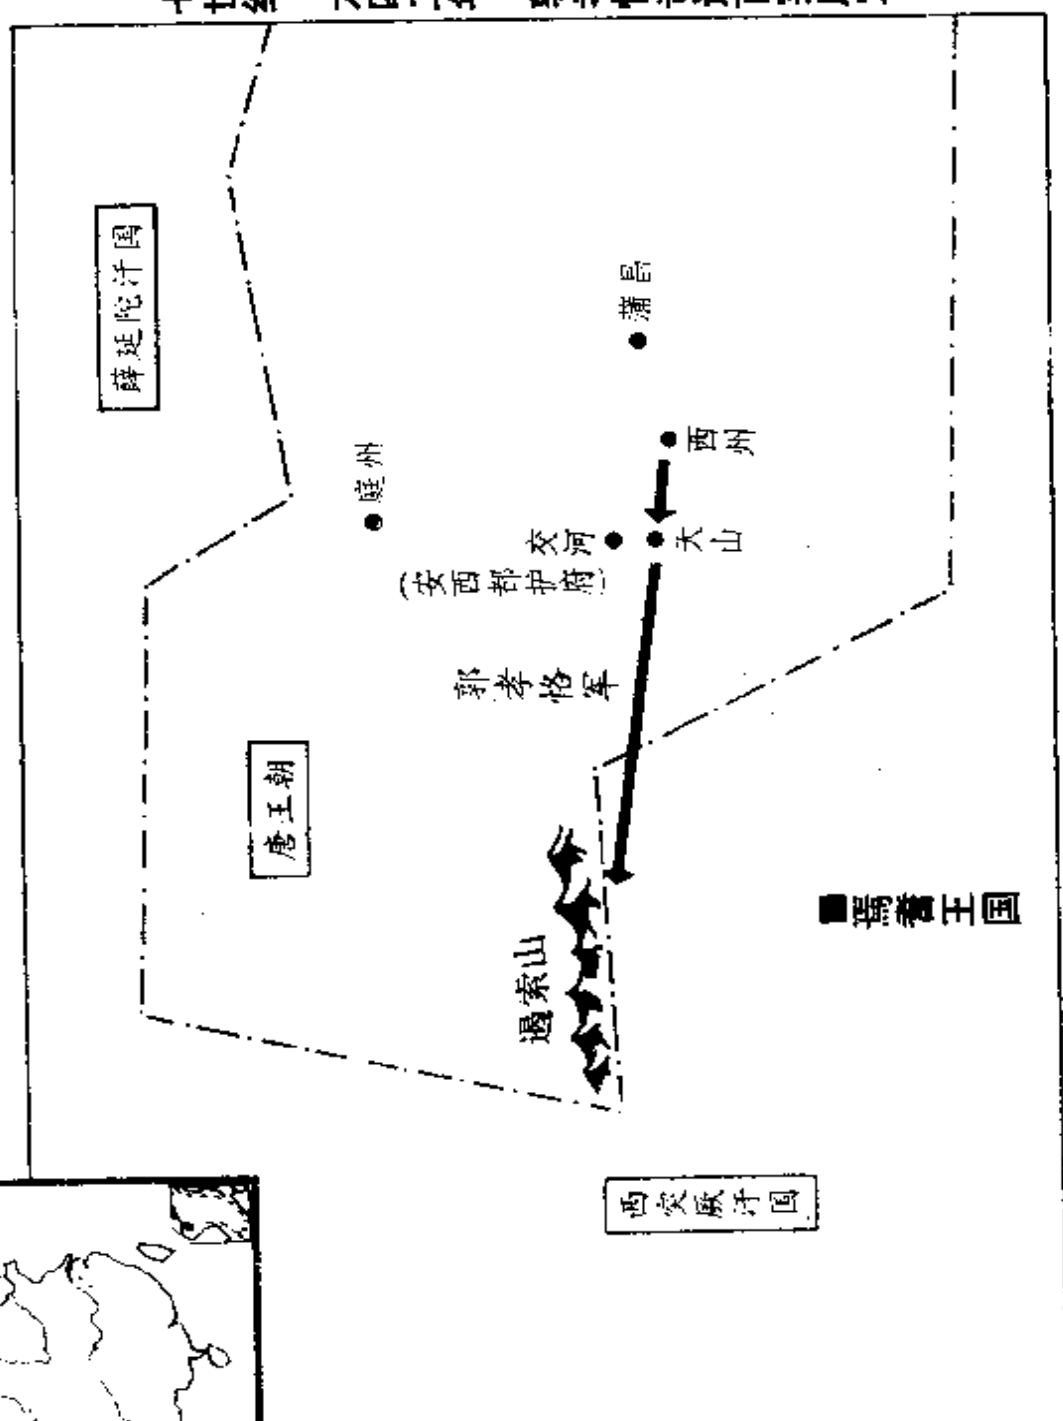 薛延陀汗国
蒲昌
庭州
西州
交河
(安西都护府)
天山
郭孝恪军
唐王朝
遏索山
焉耆王国
西突厥汗国